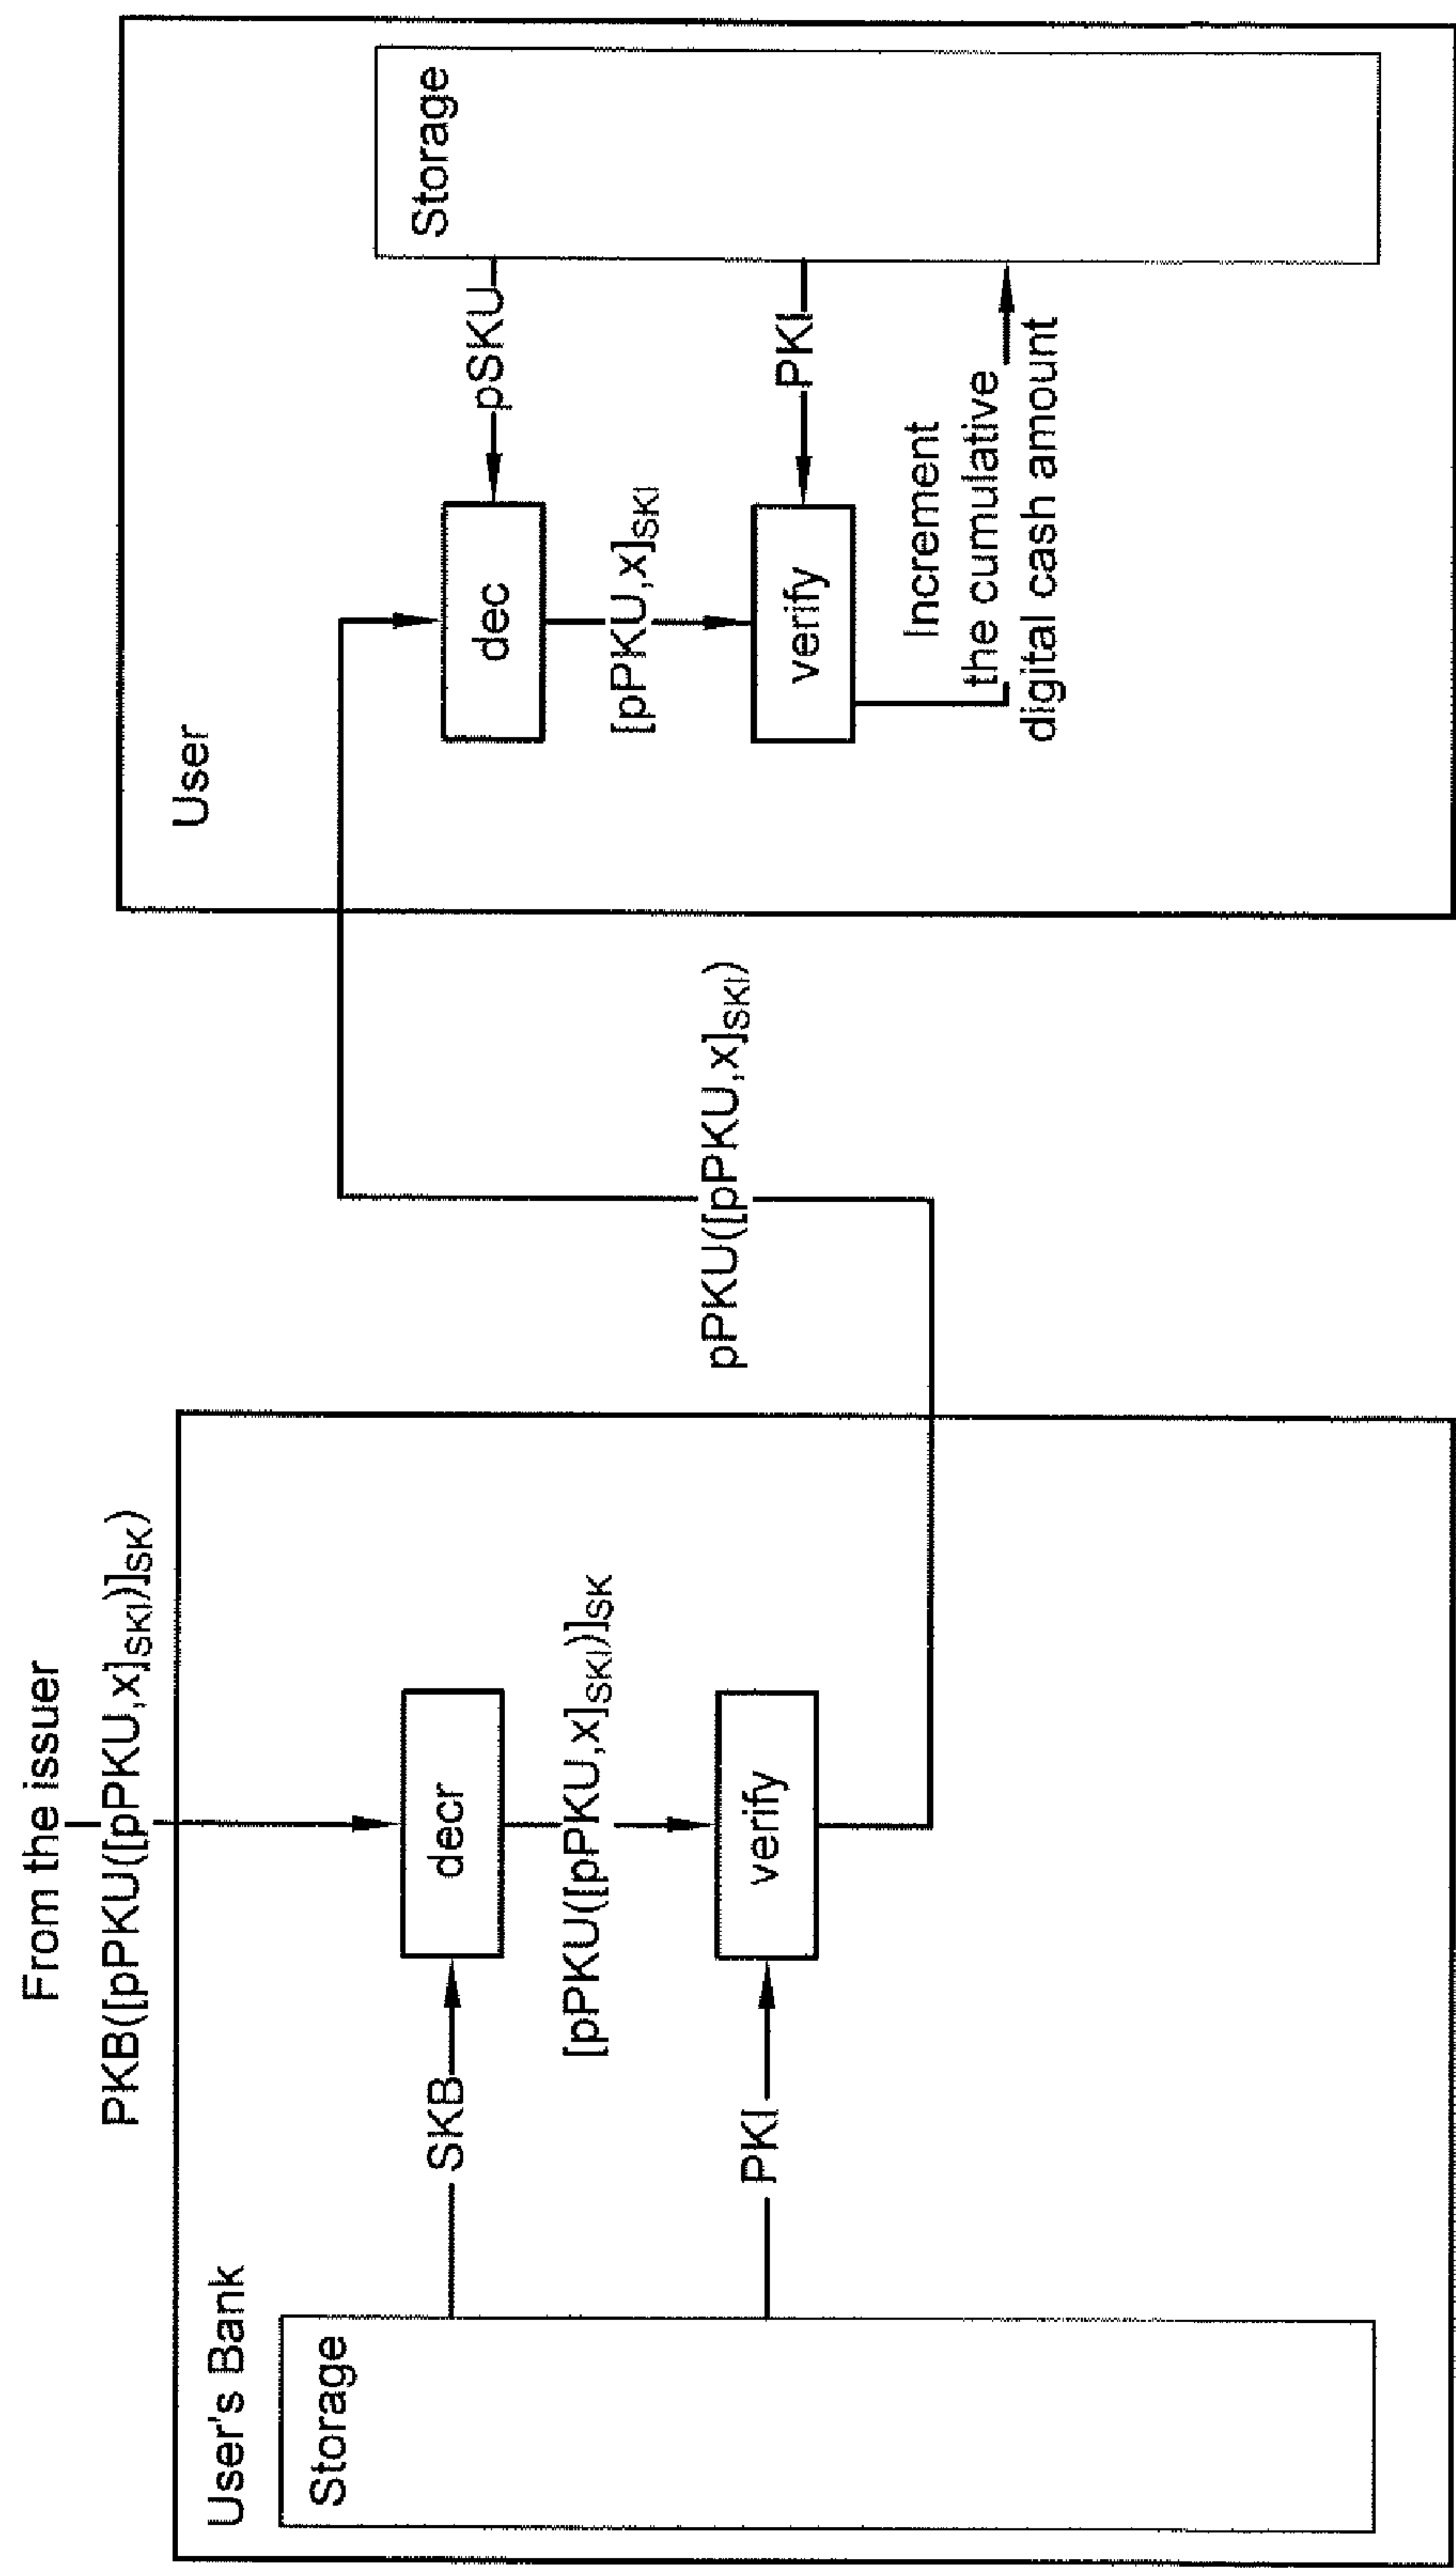 From the issuer
PKB([pPKU([pPKU,x]SKI)]SK)
User's Bank
Storage
SKB
decr
[pPKU([pPKU,x]SKI)]SK
PKI
verify
pPKU([pPKU,x]SKI)
User
Storage
pSKU
dec
[pPKU,x]SKI
PKI
verify
Increment
the cumulative
digital cash amount